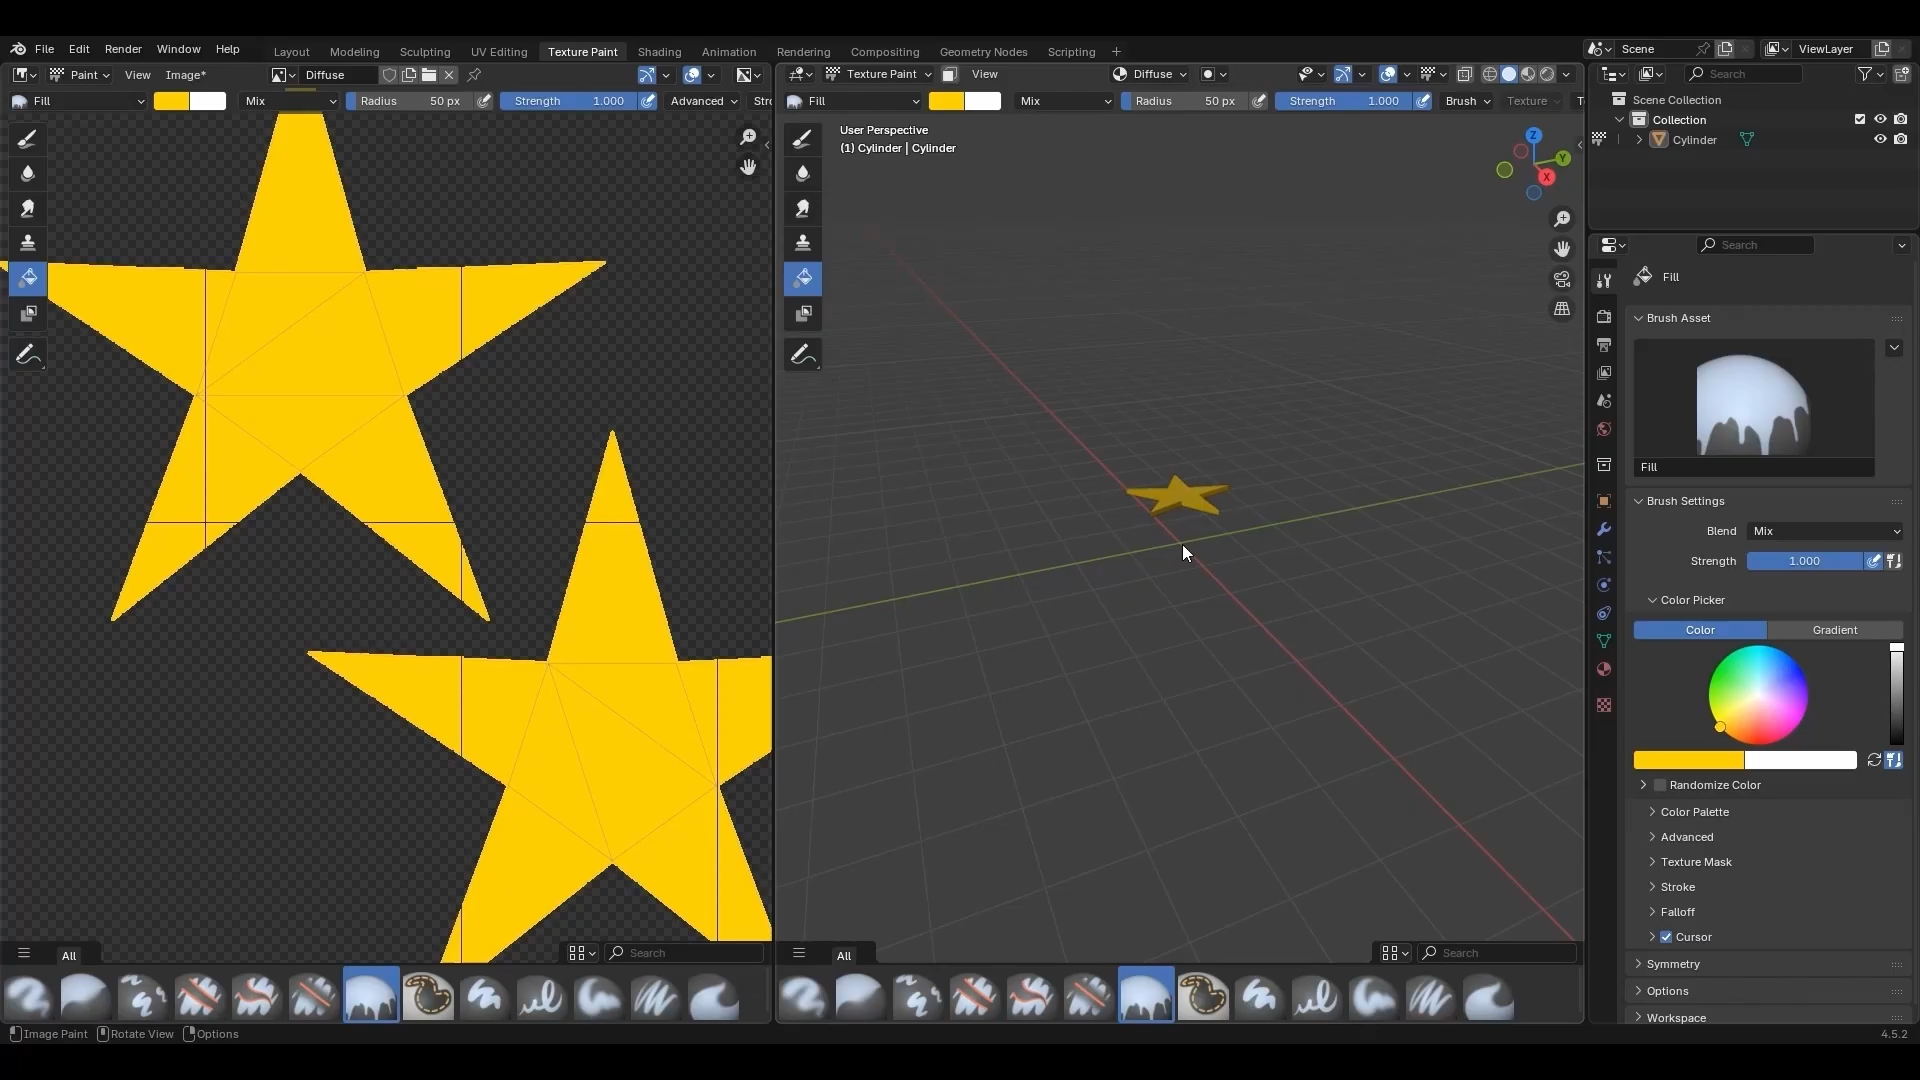 File Edit Render Window Help Layout Modeling Sculpting UV Editing Texture Paint Shading Animation Rendering Compositing Geometry Nodes Scripting + Scene ViewLayer
Paint View Image* Diffuse
Texture Paint View Diffuse
Search
Fill Mix Radius 50 px Strength 1.000 Advanced Str
Fill Mix Radius 50 px Strength 1.000 Brush Texture T
Scene Collection
Collection
Cylinder
User Perspective
(1) Cylinder | Cylinder
Z
Y
X
Search
Fill
Brush Asset
Fill
Brush Settings
Blend Mix
Strength 1.000
Color Picker
Color Gradient
Randomize Color
Color Palette
Advanced
Texture Mask
Stroke
Falloff
Cursor
Symmetry
Options
Workspace
All Search
All Search
Image Paint Rotate View Options
4.5.2